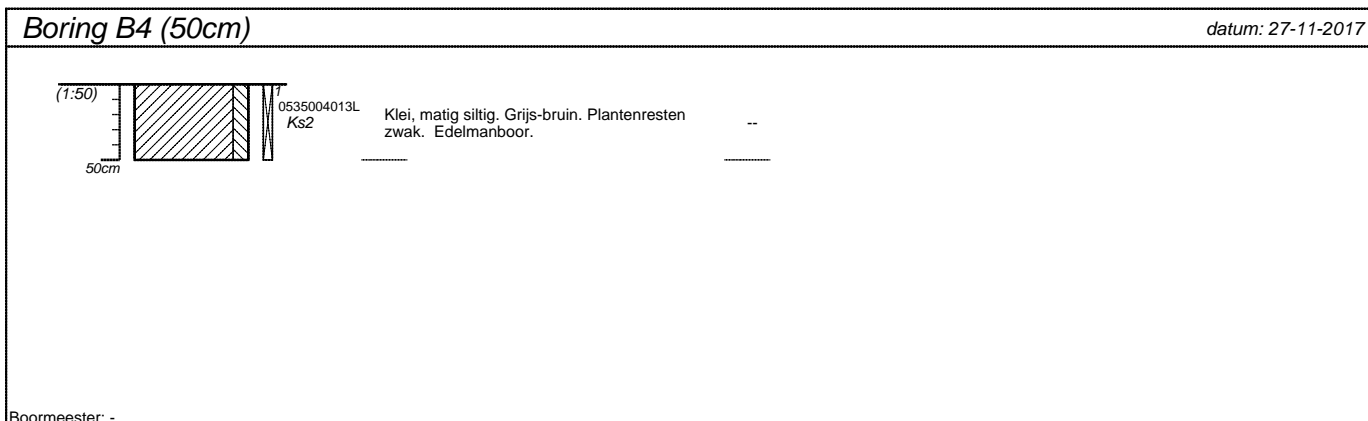 Boring B4 (50cm)
datum: 27-11-2017
(1:50)
1
0535004013L
Ks2
Klei, matig siltig. Grijs-bruin. Plantenresten
zwak. Edelmanboor.
--
50cm
Boormeester: -